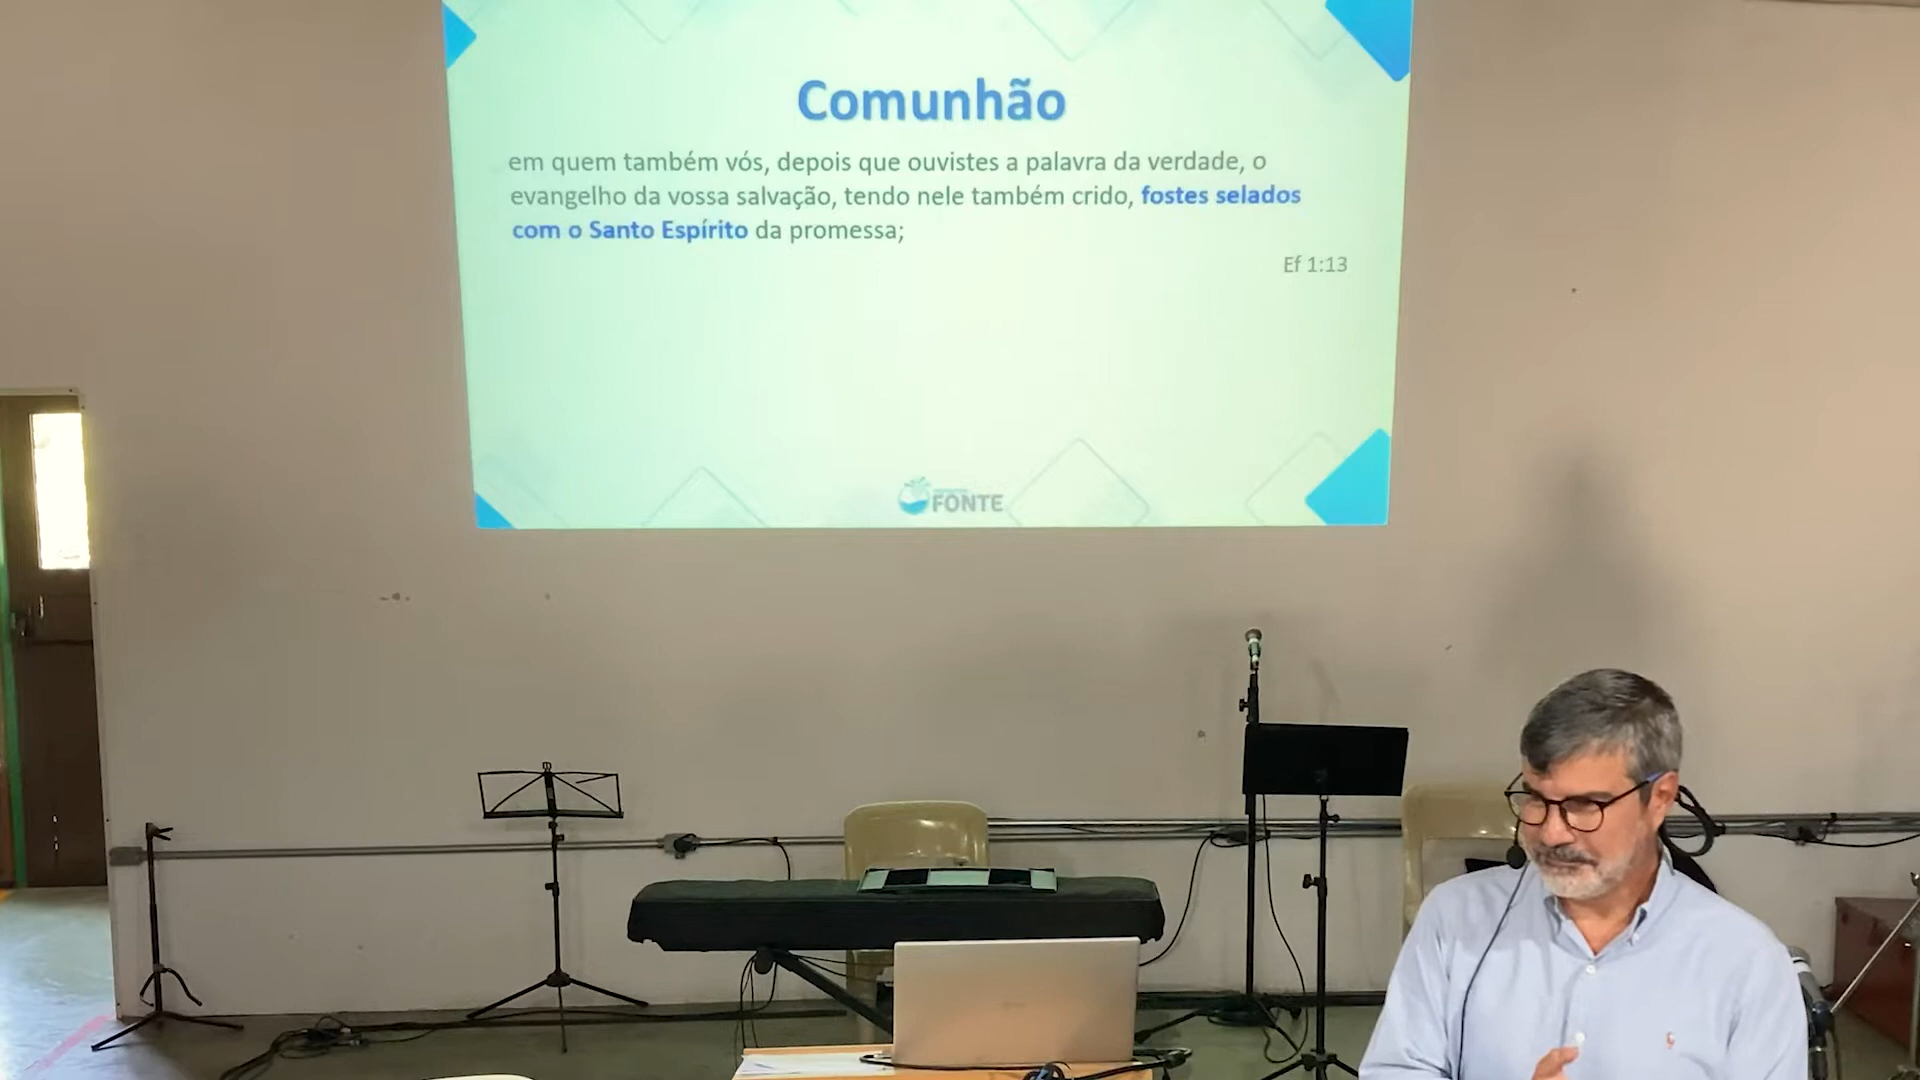 Comunhão
em quem também vós, depois que ouvistes a palavra da verdade, o
evangelho da vossa salvação, tendo nele também crido, fostes selados
com o Santo Espírito da promessa;
Ef 1:13
FONTE